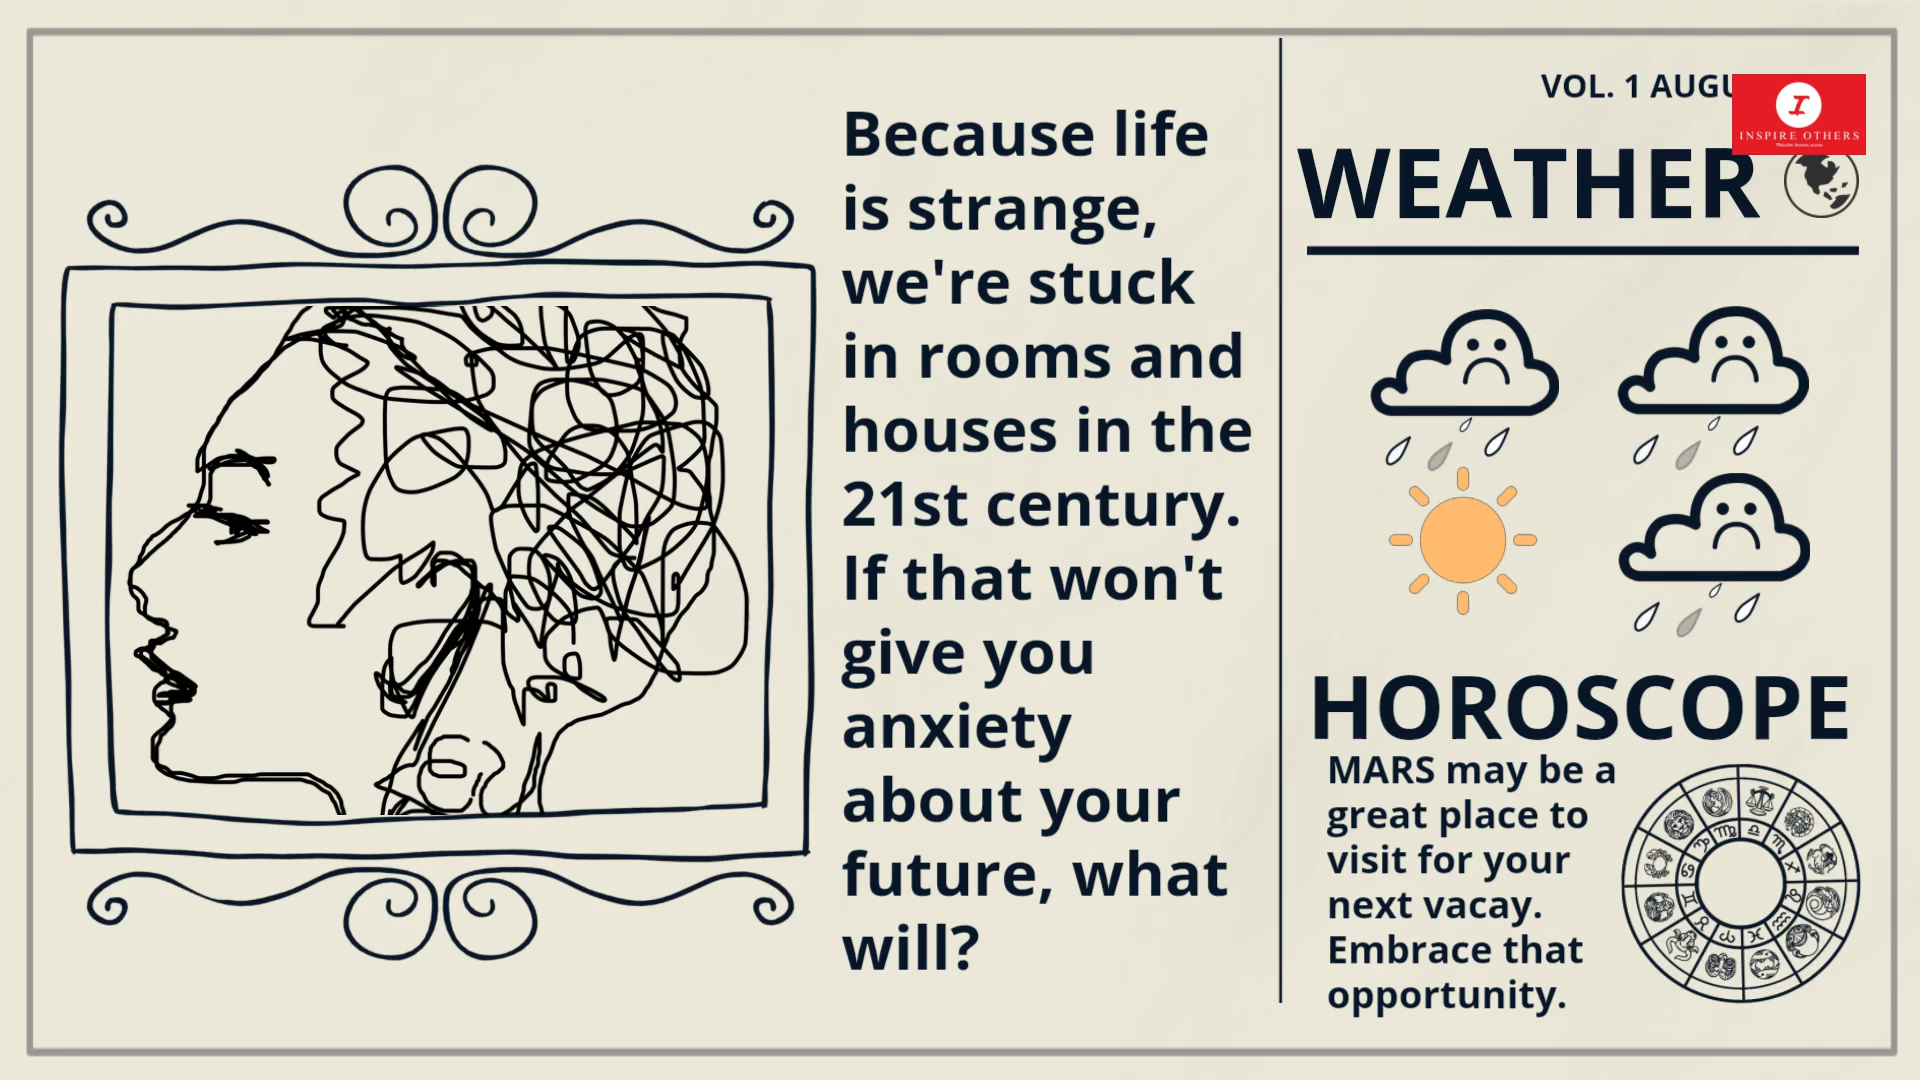 Because life
is strange,
we're stuck
in rooms and
houses in the
21st century.
If that won't
give you
anxiety
about your
future, what
will?
VOL. 1
INSPIRE OTHERS
WEATHER
HOROSCOPE
MARS may be a
great place to
visit for your
next vacay.
Embrace that
opportunity.